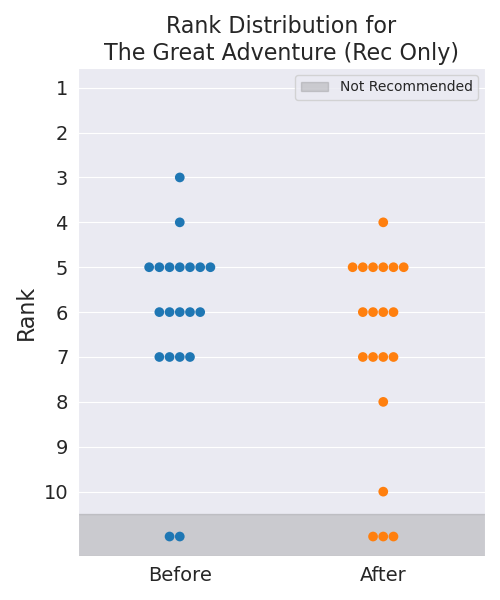 Rank Distribution for
The Great Adventure (Rec Only)
Not Recommended
1
2
3
4
5
6
7
8
9
10
Rank
Before
After